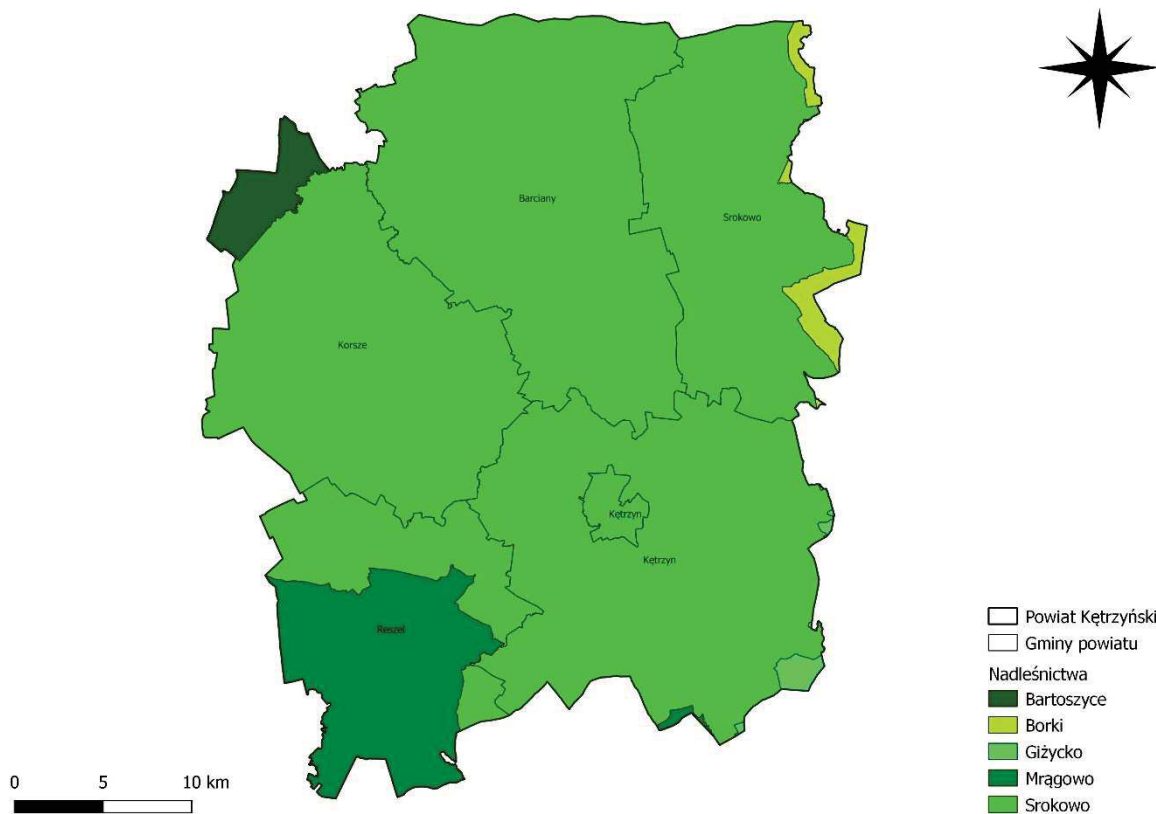 Barciany
Srokowo
Korsze
Kętrzyn
Kętrzyn
Reszel
Powiat Kętrzyński
Gminy powiatu
Nadleśnictwa
Bartoszyce
Borki
Giżycko
Mrągowo
Srokowo
0 5 10 km